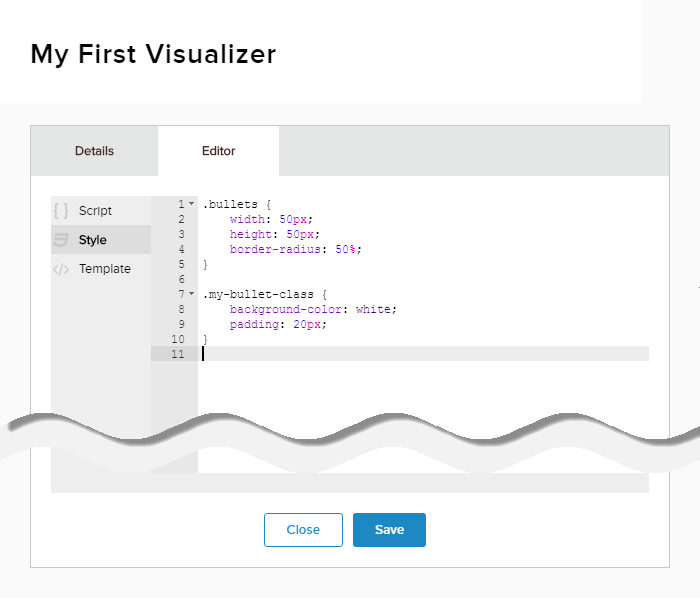 My First Visualizer
Details
Editor
{ } Script
Style
</> Template
1 .bullets {
2     width: 50px;
3     height: 50px;
4     border-radius: 50%;
5 }
6
7 .my-bullet-class {
8     background-color: white;
9     padding: 20px;
10 }
11
Close
Save